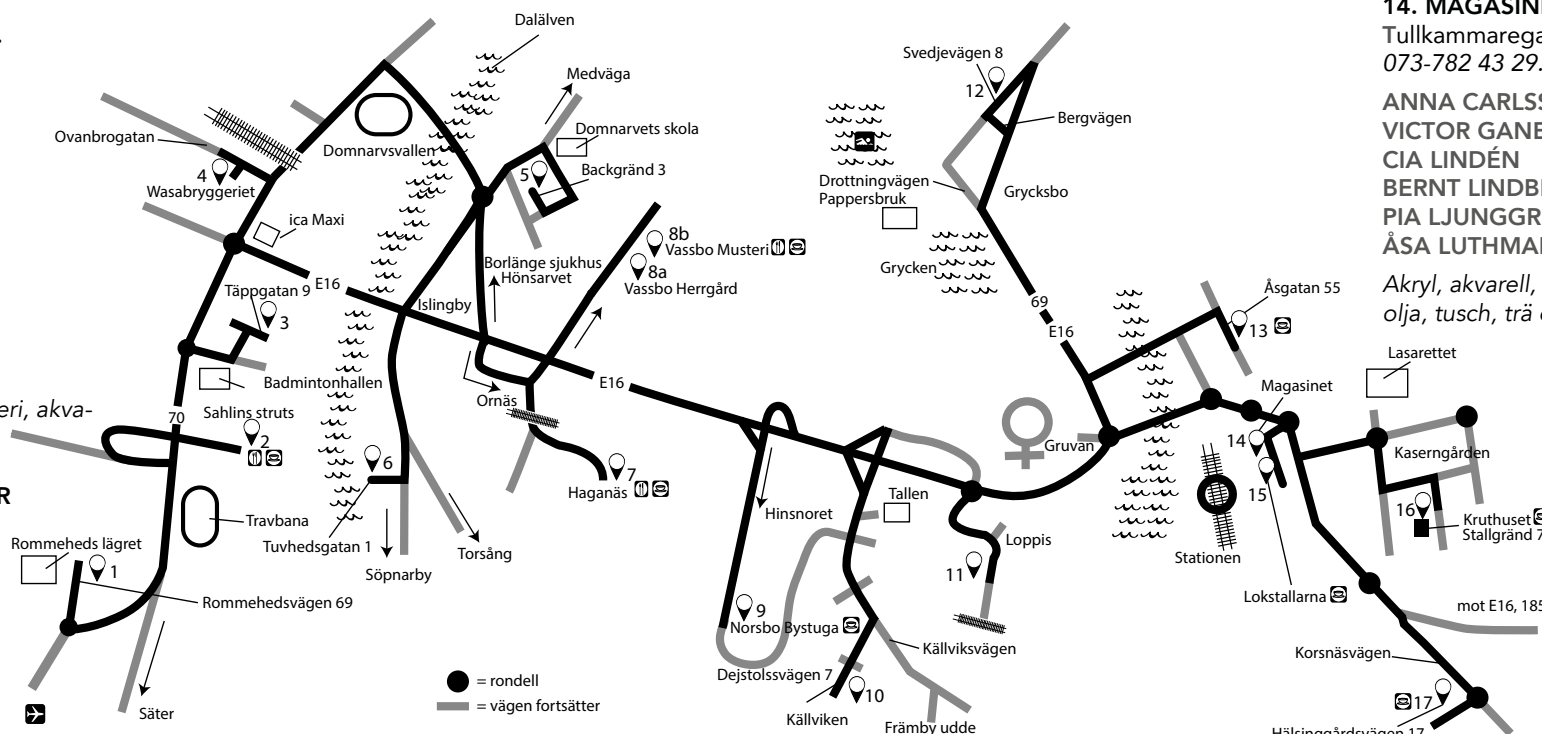 Dalälven
Medväga
Domnarvets skola
Backgränd 3
5
Ovanbrogatan
4
Wasabryggeriet
Domnarvsvallen
ica Maxi
E16
Täppgatan 9
3
Islingby
Borlänge sjukhus
Hönsarvet
8b
Vassbo Musteri
8a
Vassbo Herrgård
Badmintonhallen
70
Sahlins struts
2
Ornäs
E16
6
7
Haganäs
Travbana
Tuvhedsgatan 1
Söpnarby
Torsång
Rommeheds lägret
1
Rommehedsvägen 69
Säter
= rondell
= vägen fortsätter
eri, akva-
R
Svedjevägen 8
12
Bergvägen
Drottningvägen
Pappersbruk
Grycksbo
Grycken
69
E16
Åsgatan 55
13
Magasinet
14
15
Gruvan
Hinsnoret
Tallen
Loppis
11
9
Norsbo Bystuga
Källviksvägen
Dejstolssvägen 7
10
Källviken
Främby udde
Stationen
Lokstallarna
Lasarettet
Kaserngården
16
Kruthuset
Stallgränd 7
mot E16, 185
Korsnäsvägen
17
Hälsinggårdsvägen 17
14. MAGASIN
Tullkammarega
073-782 43 29.
ANNA CARLSS
VICTOR GANE
CIA LINDÉN
BERNT LINDB
PIA LJUNGGR
ÅSA LUTHMA
Akryl, akvarell,
olja, tusch, trä